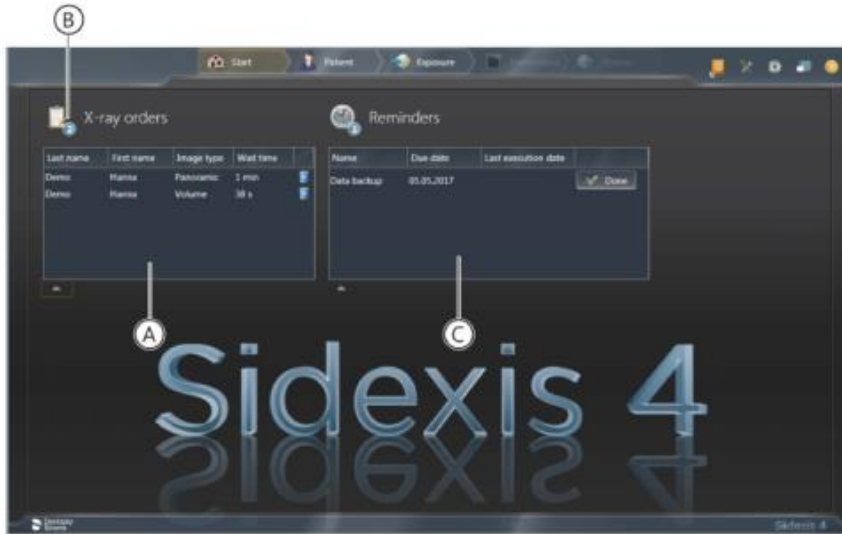 B
Start Patient Exposure
X-ray orders
Reminders
Last name First name Image type Wait time
Name Due date Last execution date
Demo Hanna Panoramic 1 min
Demo Hanna Volume 38 s
Data backup 05.05.2017 Done
A
C
Sidexis 4
Dentsply
Sirona
Sidexis 4